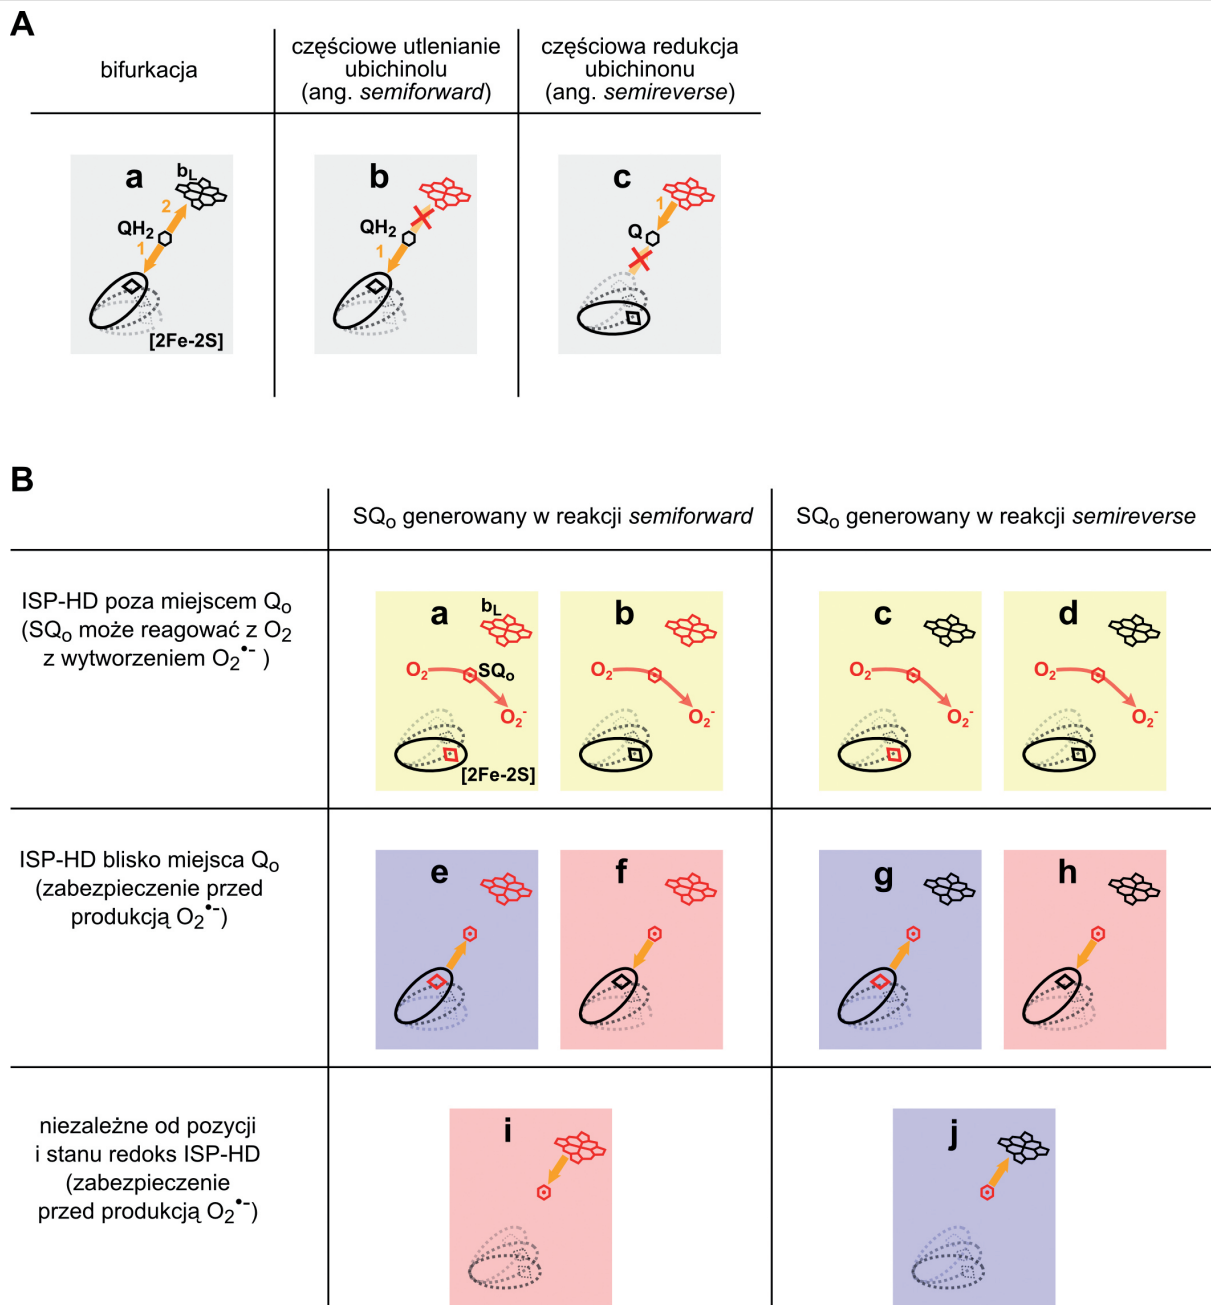 A
bifurkacja
częściowe utlenianie
ubichinolu
(ang. semiforward)
częściowa redukcja
ubichinonu
(ang. semireverse)
a
bL
2
QH2
1
[2Fe-2S]
b
QH2
1
c
1
Q
B
SQo generowany w reakcji semiforward
SQo generowany w reakcji semireverse
ISP-HD poza miejscem Qo
(SQo może reagować z O2
z wytworzeniem O2•- )
a
bL
O2
SQo
O2-
[2Fe-2S]
b
O2
O2-
c
O2
O2-
d
O2
O2-
ISP-HD blisko miejsca Qo
(zabezpieczenie przed
produkcją O2•-)
e
f
g
h
niezależne od pozycji
i stanu redoks ISP-HD
(zabezpieczenie
przed produkcją O2•-)
i
j